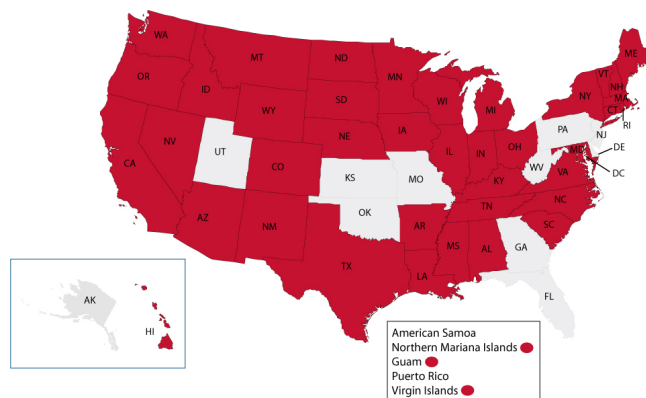 WA
MT
ND
MN
ME
VT
NH
MA
CT
RI
NY
OR
ID
SD
WI
MI
WY
NE
IA
PA
NJ
NV
UT
CO
IL
IN
OH
MD
DE
DC
CA
KS
MO
WV
VA
KY
AZ
NM
OK
AR
TN
NC
SC
MS
AL
GA
TX
LA
FL
AK
HI
American Samoa
Northern Mariana Islands
Guam
Puerto Rico
Virgin Islands